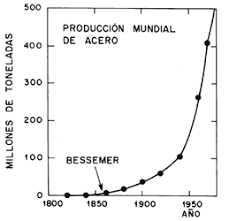 500
400
300
200
100
0
MILLONES DE TONELADAS
PRODUCCIÓN MUNDIAL
DE ACERO
BESSEMER
1800
1850
1900
1950
AÑO